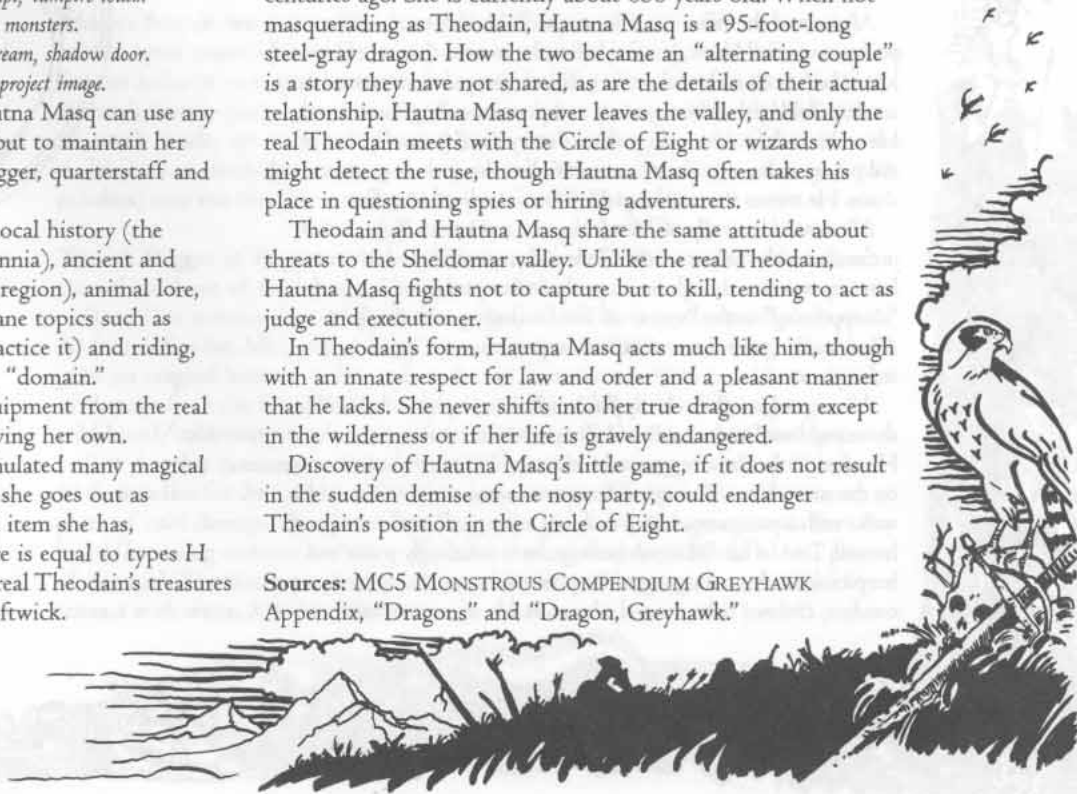 monsters.
shadow door.
project image.
Masq can use any
but to maintain her
quarterstaff and
local history (the
ancient and
region), animal lore,
topics such as
practice it) and riding,
"domain."
from the real
her own.
many magical
she goes out as
item she has,
is equal to types H
real Theodain's treasures
masquerading as Theodain, Hautna Masq is a 95-foot-long
steel-gray dragon. How the two became an "alternating couple"
is a story they have not shared, as are the details of their actual
relationship. Hautna Masq never leaves the valley, and only the
real Theodain meets with the Circle of Eight or wizards who
might detect the ruse, though Hautna Masq often takes his
place in questioning spies or hiring adventurers.
Theodain and Hautna Masq share the same attitude about
threats to the Sheldomar valley. Unlike the real Theodain,
Hautna Masq fights not to capture but to kill, tending to act as
judge and executioner.
In Theodain's form, Hautna Masq acts much like him, though
with an innate respect for law and order and a pleasant manner
that he lacks. She never shifts into her true dragon form except
in the wilderness or if her life is gravely endangered.
Discovery of Hautna Masq's little game, if it does not result
in the sudden demise of the nosy party, could endanger
Theodain's position in the Circle of Eight.
Sources: MC5 MONSTROUS COMPENDIUM GREYHAWK
Appendix, "Dragons" and "Dragon, Greyhawk."